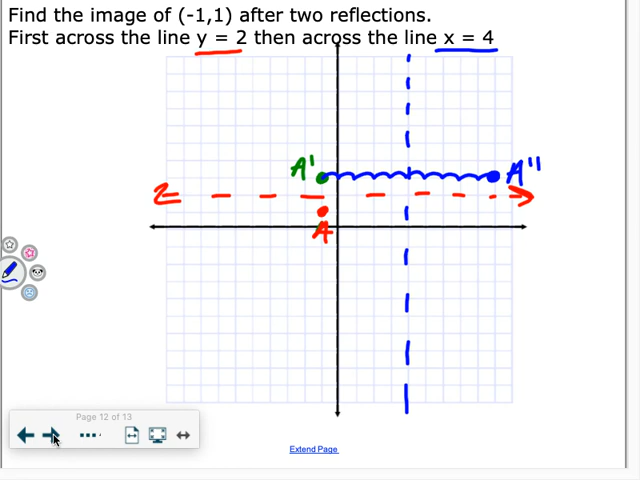 Find the image of (-1,1) after two reflections.
First across the line y = 2 then across the line x = 4
A' A''
A
Page 12 of 13
Extend Page